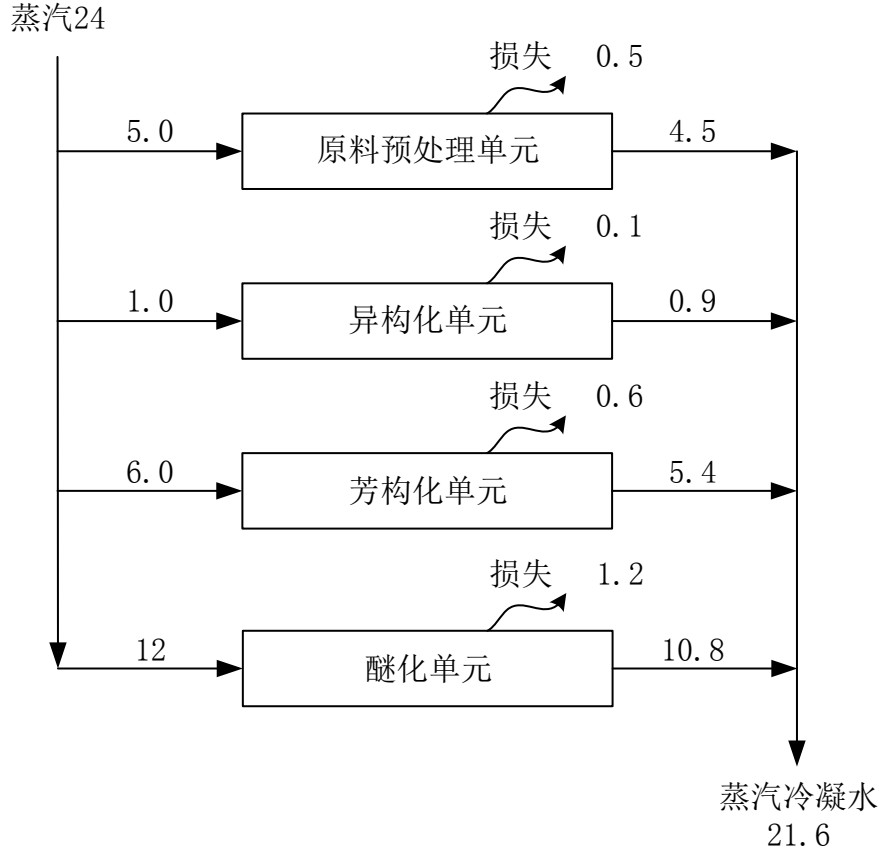 蒸汽24
损失 0.5
5.0
原料预处理单元
4.5
损失 0.1
1.0
异构化单元
0.9
损失 0.6
6.0
芳构化单元
5.4
损失 1.2
12
醚化单元
10.8
蒸汽冷凝水
21.6